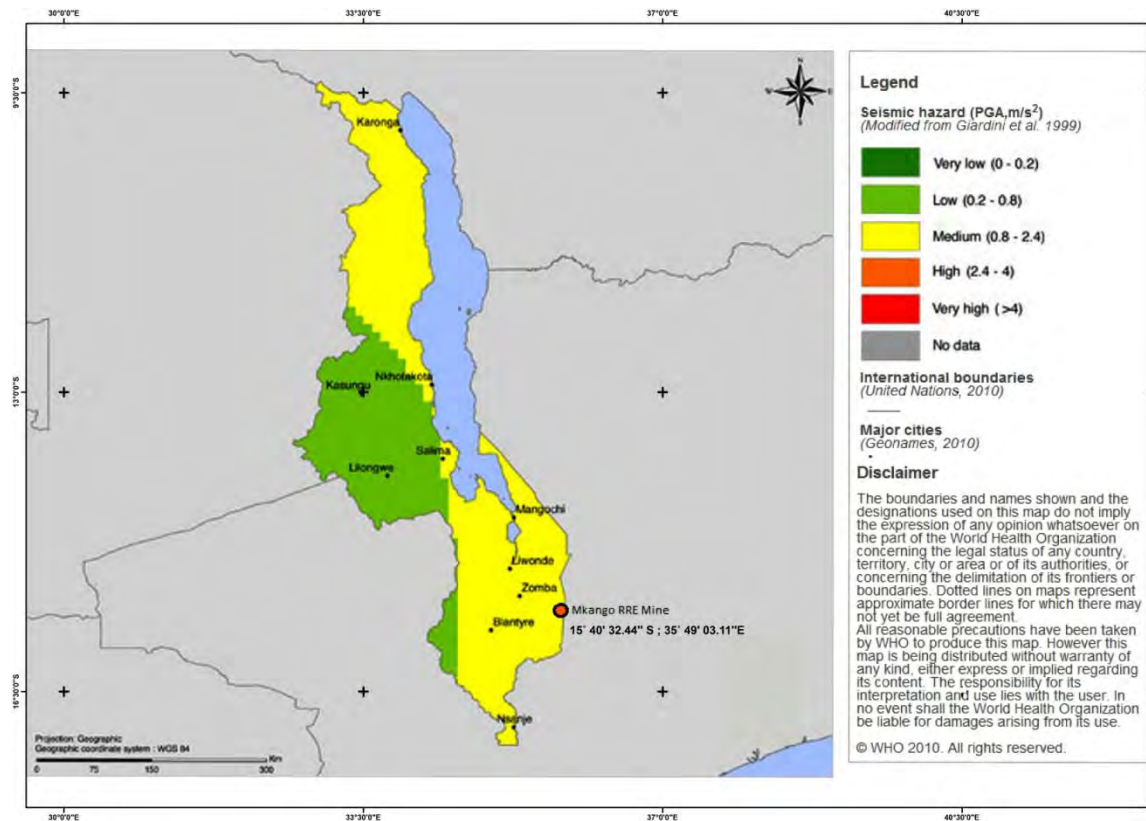 30°0'0"E 33°30'0"E 37°0'0"E 40°30'0"E
9°30'0"S
13°0'0"S
16°30'0"S
N
E
S
Karonga
Nkhotakota
Kasungu
Salima
Lilongwe
Mangochi
Liwonde
Zomba
Mkango RRE Mine
15° 40' 32.44" S ; 35° 49' 03.11"E
Blantyre
Nsanje
Projection: Geographic
Geographic coordinate system : WGS 84
Km
0 75 150 300
Legend
Seismic hazard (PGA,m/s²)
(Modified from Giardini et al. 1999)
Very low (0 - 0.2)
Low (0.2 - 0.8)
Medium (0.8 - 2.4)
High (2.4 - 4)
Very high (>4)
No data
International boundaries
(United Nations, 2010)
Major cities
(Geonames, 2010)
Disclaimer
The boundaries and names shown and the
designations used on this map do not imply
the expression of any opinion whatsoever on
the part of the World Health Organization
concerning the legal status of any country,
territory, city or area or of its authorities, or
concerning the delimitation of its frontiers or
boundaries. Dotted lines on maps represent
approximate border lines for which there may
not yet be full agreement.
All reasonable precautions have been taken
by WHO to produce this map. However this
map is being distributed without warranty of
any kind, either express or implied regarding
its content. The responsibility for its
interpretation and use lies with the user. In
no event shall the World Health Organization
be liable for damages arising from its use.
© WHO 2010. All rights reserved.
30°0'0"E 33°30'0"E 37°0'0"E 40°30'0"E